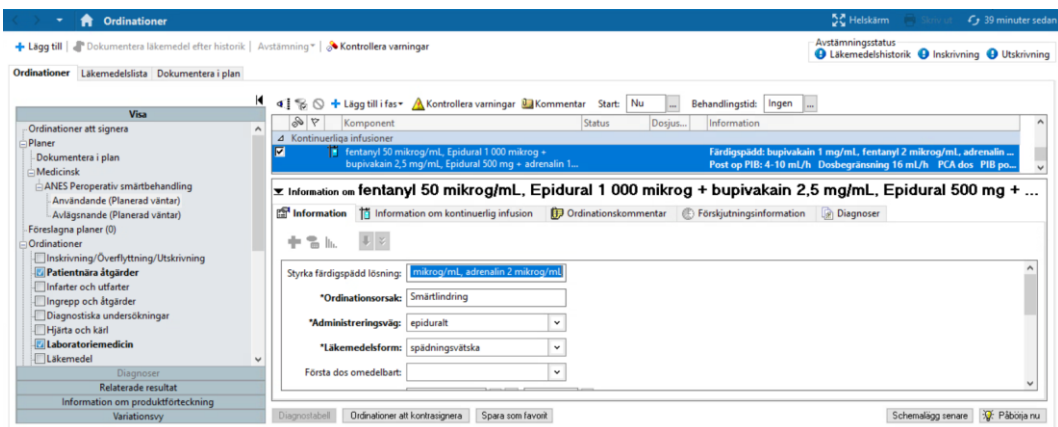 Ordinationer
Helskärm Skriv ut 39 minuter sedan
Lägg till Dokumentera läkemedel efter historik Avstämning Kontrollera varningar
Avstämningsstatus
Läkemedelshistorik Inskrivning Utskrivning
Ordinationer Läkemedelslista Dokumentera i plan
Visa
Ordinationer att signera
Planer
Dokumentera i plan
Medicinsk
ANES Peroperativ smärtbehandling
Användande (Planerad väntar)
Avlägsnande (Planerad väntar)
Föreslagna planer (0)
Ordinationer
Inskrivning/Överflyttning/Utskrivning
Patientnära åtgärder
Infarter och utfarter
Ingrepp och åtgärder
Diagnostiska undersökningar
Hjärta och kärl
Laboratoriemedicin
Läkemedel
Diagnoser
Relaterade resultat
Information om produktförteckning
Variationsvy
Lägg till i fas Kontrollera varningar Kommentar Start: Nu ... Behandlingstid: Ingen ...
Komponent Status Dosjus... Information
Kontinuerliga infusioner
fentanyl 50 mikrog/mL, Epidural 1 000 mikrog + Färdigspädd: bupivakain 1 mg/mL, fentanyl 2 mikrog/mL, adrenalin ...
bupivakain 2,5 mg/mL, Epidural 500 mg + adrenalin 1... Post op PIB: 4-10 mL/h Dosbegränsning 16 mL/h PCA dos PIB po...
Information om fentanyl 50 mikrog/mL, Epidural 1 000 mikrog + bupivakain 2,5 mg/mL, Epidural 500 mg + ...
Information Information om kontinuerlig infusion Ordinationskommentar Förskjutningsinformation Diagnoser
Styrka färdigspädd lösning: mikrog/mL, adrenalin 2 mikrog/mL
*Ordinationsorsak: Smärtlindring
*Administreringsväg: epiduralt
*Läkemedelsform: spädningsvätska
Första dos omedelbart:
Diagnostabell Ordinationer att kontrasignera Spara som favorit Schemalägg senare Påbörja nu